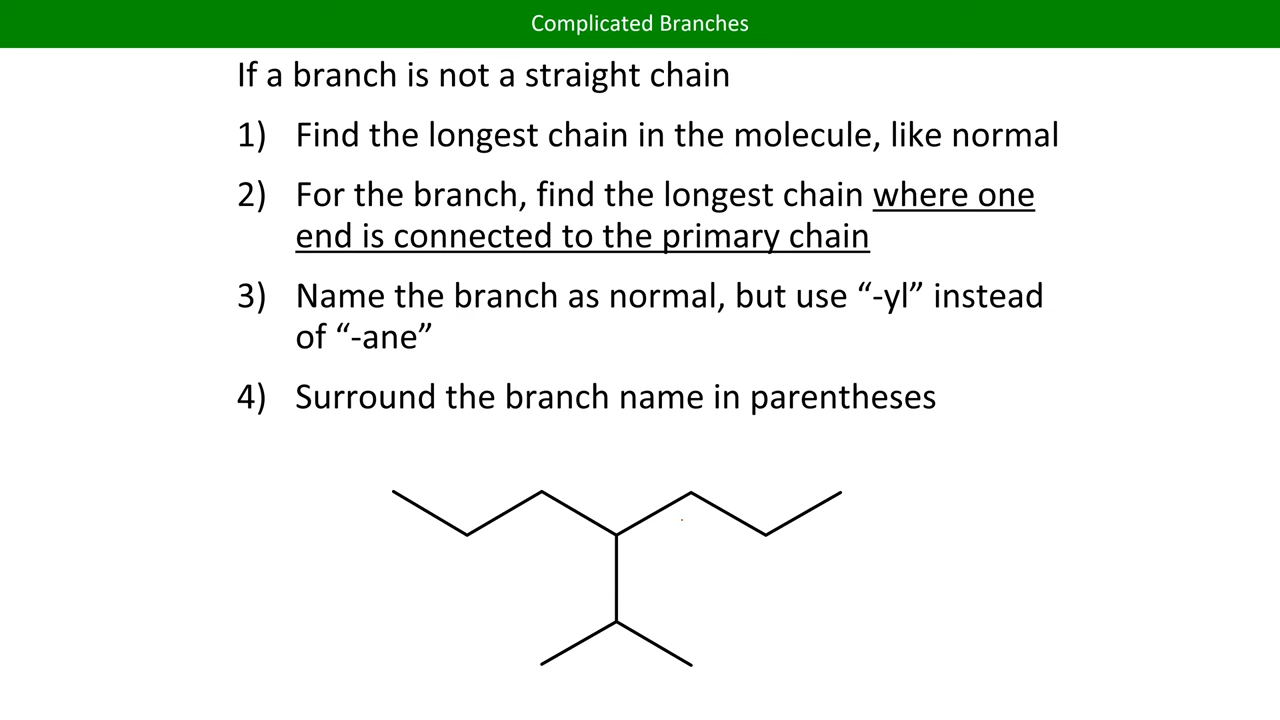 Complicated Branches
If a branch is not a straight chain
1) Find the longest chain in the molecule, like normal
2) For the branch, find the longest chain where one
end is connected to the primary chain
3) Name the branch as normal, but use “-yl” instead
of “-ane”
4) Surround the branch name in parentheses